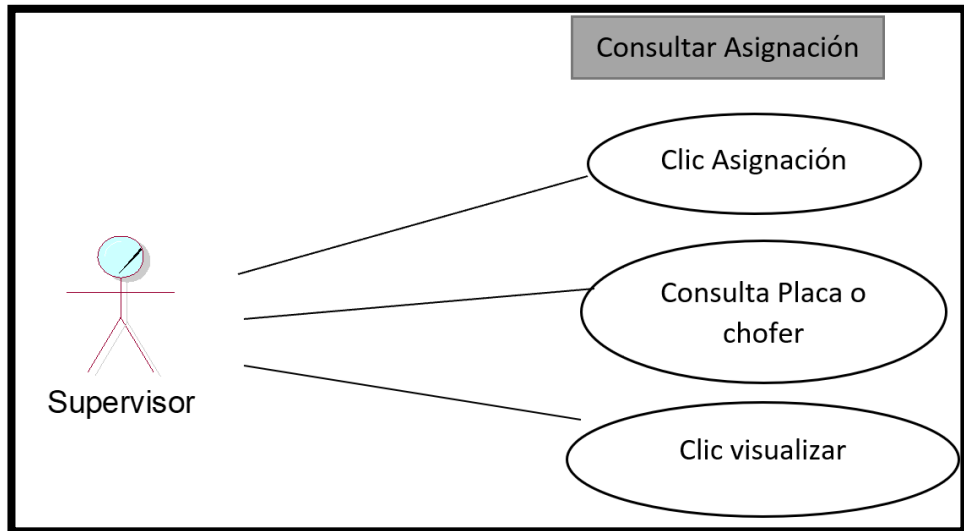 Consultar Asignación
Clic Asignación
Consulta Placa o
chofer
Supervisor
Clic visualizar